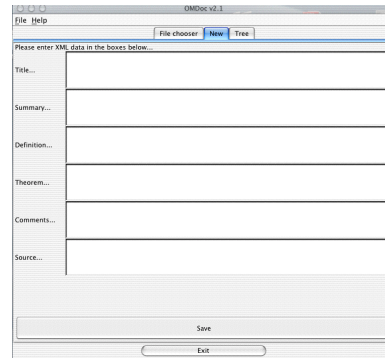 OMDoc v2.1
File Help
File chooser New Tree
Please enter XML data in the boxes below...
Title...
Summary...
Definition...
Theorem...
Comments...
Source...
Save
Exit